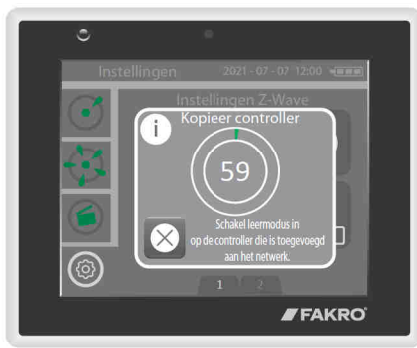 Instellingen 2021 - 07 - 07 12:00
Instellingen Z-Wave
Kopieer controller
59
Schakel leermodus in
op de controller die is toegevoegd
aan het netwerk.
1 2
FAKRO